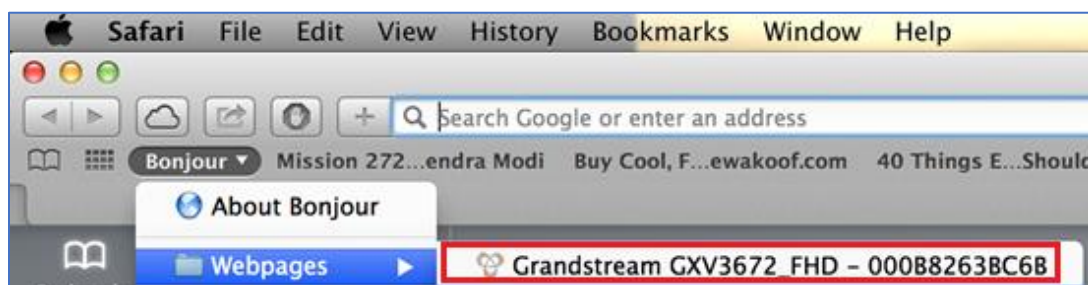 Safari File Edit View History Bookmarks Window Help
Search Google or enter an address
Bonjour Mission 272...endra Modi Buy Cool, F...ewakoof.com 40 Things E...Should
About Bonjour
Webpages Grandstream GXV3672_FHD – 000B8263BC6B